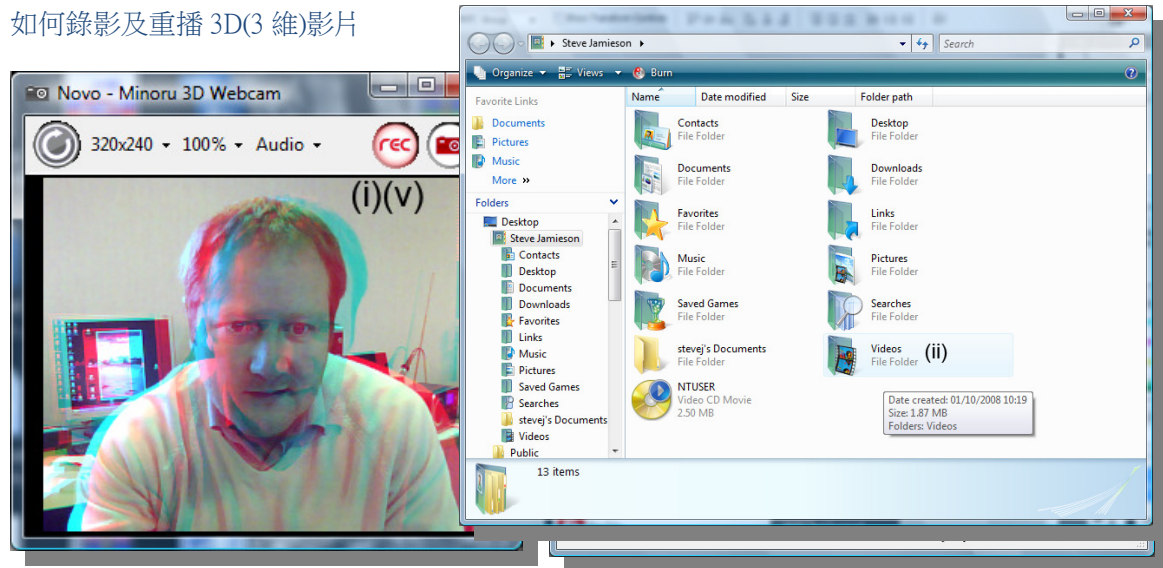 如何錄影及重播 3D(3 維)影片
Novo - Minoru 3D Webcam
320x240 100% Audio rec
(i)(v)
Steve Jamieson
Search
Organize Views Burn
Favorite Links
Documents
Pictures
Music
More »
Folders
Desktop
Steve Jamieson
Contacts
Desktop
Documents
Downloads
Favorites
Links
Music
Pictures
Saved Games
Searches
stevej's Documents
Videos
Public
Name Date modified Size Folder path
Contacts
File Folder
Desktop
File Folder
Documents
File Folder
Downloads
File Folder
Favorites
File Folder
Links
File Folder
Music
File Folder
Pictures
File Folder
Saved Games
File Folder
Searches
File Folder
stevej's Documents
File Folder
Videos
File Folder
(ii)
NTUSER
Video CD Movie
2.50 MB
Date created: 01/10/2008 10:19
Size: 1.87 MB
Folders: Videos
13 items